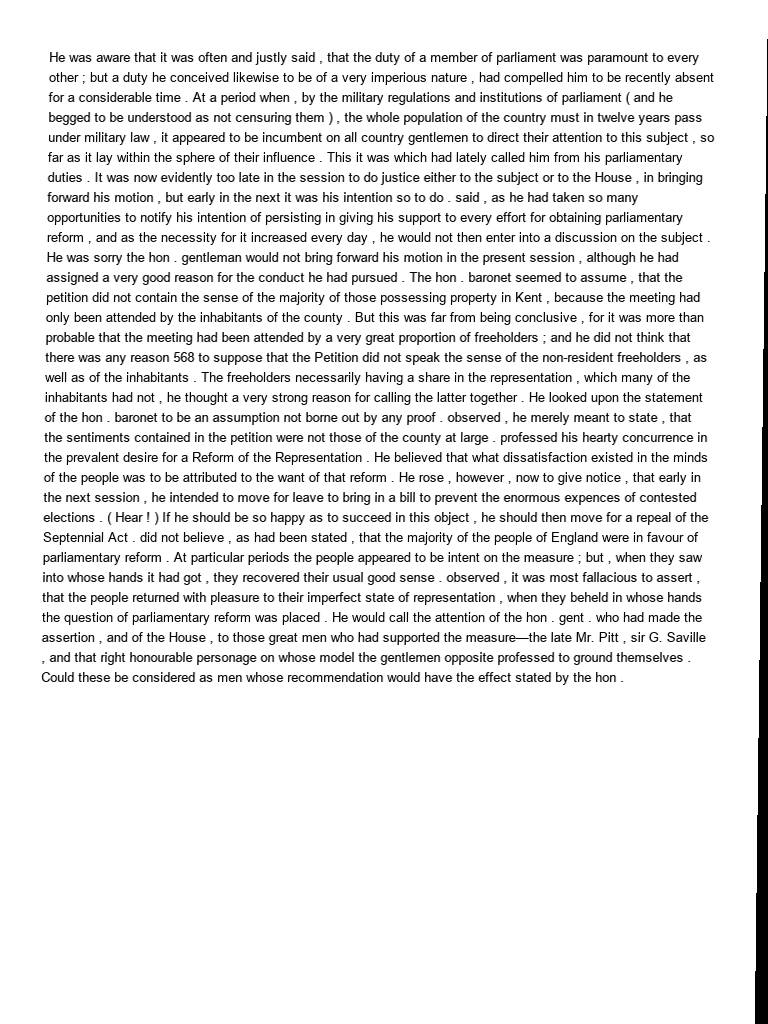 He was aware that it was often and justly said , that the duty of a member of parliament was paramount to every
other ; but a duty he conceived likewise to be of a very imperious nature , had compelled him to be recently absent
for a considerable time . At a period when , by the military regulations and institutions of parliament ( and he
begged to be understood as not censuring them ) , the whole population of the country must in twelve years pass
under military law , it appeared to be incumbent on all country gentlemen to direct their attention to this subject , so
far as it lay within the sphere of their influence . This it was which had lately called him from his parliamentary
duties . It was now evidently too late in the session to do justice either to the subject or to the House , in bringing
forward his motion , but early in the next it was his intention so to do . said , as he had taken so many
opportunities to notify his intention of persisting in giving his support to every effort for obtaining parliamentary
reform , and as the necessity for it increased every day , he would not then enter into a discussion on the subject .
He was sorry the hon . gentleman would not bring forward his motion in the present session , although he had
assigned a very good reason for the conduct he had pursued . The hon . baronet seemed to assume , that the
petition did not contain the sense of the majority of those possessing property in Kent , because the meeting had
only been attended by the inhabitants of the county . But this was far from being conclusive , for it was more than
probable that the meeting had been attended by a very great proportion of freeholders ; and he did not think that
there was any reason 568 to suppose that the Petition did not speak the sense of the non-resident freeholders , as
well as of the inhabitants . The freeholders necessarily having a share in the representation , which many of the
inhabitants had not , he thought a very strong reason for calling the latter together . He looked upon the statement
of the hon . baronet to be an assumption not borne out by any proof . observed , he merely meant to state , that
the sentiments contained in the petition were not those of the county at large . professed his hearty concurrence in
the prevalent desire for a Reform of the Representation . He believed that what dissatisfaction existed in the minds
of the people was to be attributed to the want of that reform . He rose , however , now to give notice , that early in
the next session , he intended to move for leave to bring in a bill to prevent the enormous expences of contested
elections . ( Hear ! ) If he should be so happy as to succeed in this object , he should then move for a repeal of the
Septennial Act . did not believe , as had been stated , that the majority of the people of England were in favour of
parliamentary reform . At particular periods the people appeared to be intent on the measure ; but , when they saw
into whose hands it had got , they recovered their usual good sense . observed , it was most fallacious to assert ,
that the people returned with pleasure to their imperfect state of representation , when they beheld in whose hands
the question of parliamentary reform was placed . He would call the attention of the hon . gent . who had made the
assertion , and of the House , to those great men who had supported the measure—the late Mr. Pitt , sir G. Saville
, and that right honourable personage on whose model the gentlemen opposite professed to ground themselves .
Could these be considered as men whose recommendation would have the effect stated by the hon .